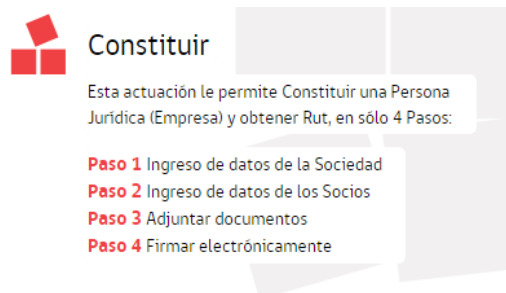 Constituir
Esta actuación le permite Constituir una Persona
Jurídica (Empresa) y obtener Rut, en sólo 4 Pasos:
Paso 1 Ingreso de datos de la Sociedad
Paso 2 Ingreso de datos de los Socios
Paso 3 Adjuntar documentos
Paso 4 Firmar electrónicamente